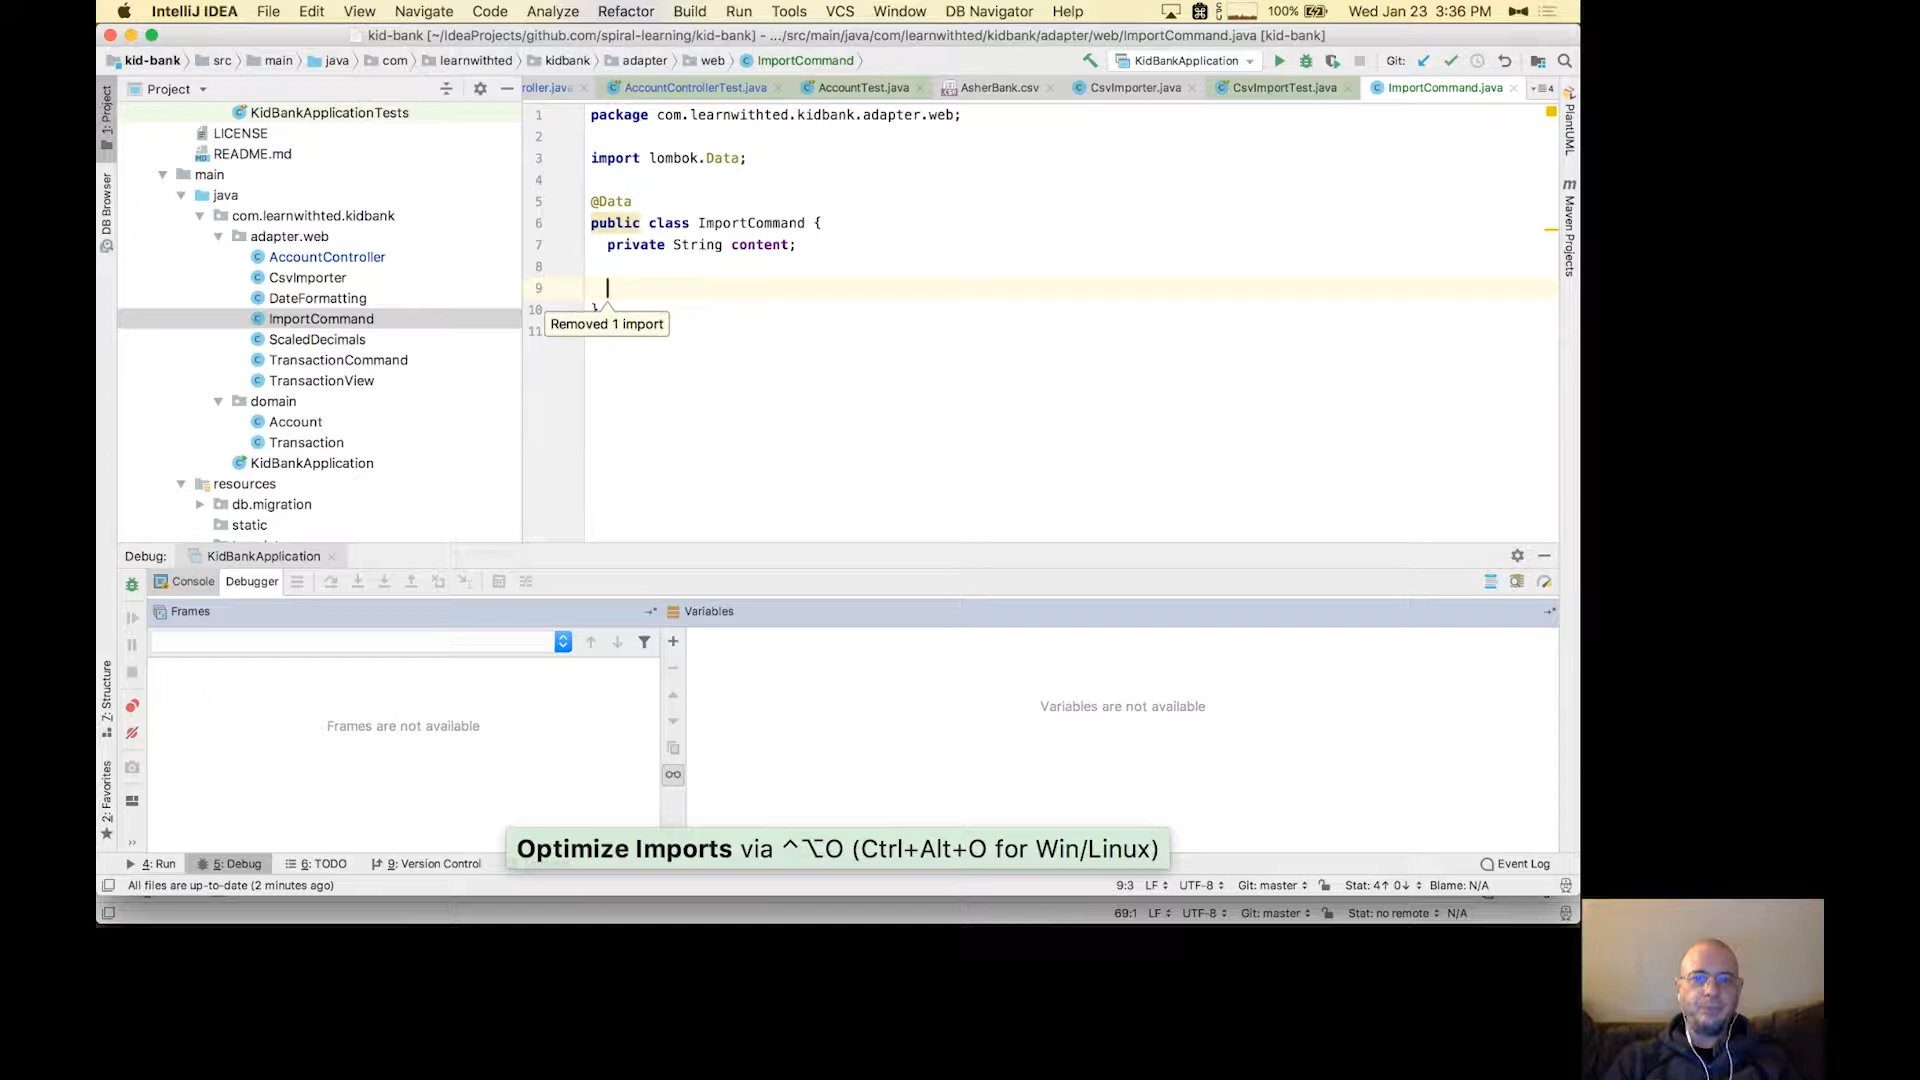 IntelliJ IDEA File Edit View Navigate Code Analyze Refactor Build Run Tools VCS Window DB Navigator Help 100% Wed Jan 23 3:36 PM
kid-bank [~/IdeaProjects/github.com/spiral-learning/kid-bank] - .../src/main/java/com/learnwithted/kidbank/adapter/web/ImportCommand.java [kid-bank]
kid-bank src main java com learnwithted kidbank adapter web ImportCommand KidBankApplication Git:
Project
roller.java AccountControllerTest.java AccountTest.java AsherBank.csv CsvImporter.java CsvImportTest.java ImportCommand.java
1: Project
DB Browser
7: Structure
2: Favorites
KidBankApplicationTests
LICENSE
README.md
main
java
com.learnwithted.kidbank
adapter.web
AccountController
CsvImporter
DateFormatting
ImportCommand
ScaledDecimals
TransactionCommand
TransactionView
domain
Account
Transaction
KidBankApplication
resources
db.migration
static
1 package com.learnwithted.kidbank.adapter.web;
2
3 import lombok.Data;
4
5 @Data
6 public class ImportCommand {
7 private String content;
8
9
10 }
11
Removed 1 import
PlantUML
Maven Projects
Debug: KidBankApplication
Console Debugger
Frames
Variables
Frames are not available
Variables are not available
Optimize Imports via ^⌥O (Ctrl+Alt+O for Win/Linux)
4: Run 5: Debug 6: TODO 9: Version Control Event Log
All files are up-to-date (2 minutes ago) 9:3 LF UTF-8 Git: master Stat: 4↑ 0↓ Blame: N/A
69:1 LF UTF-8 Git: master Stat: no remote N/A